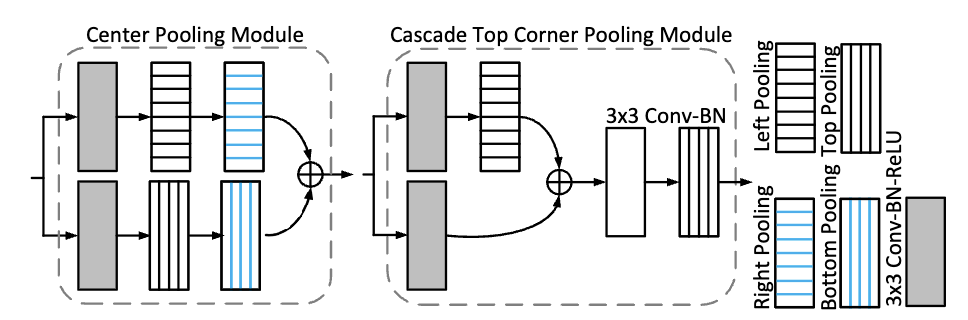 Center Pooling Module
Cascade Top Corner Pooling Module
3x3 Conv-BN
Left Pooling
Top Pooling
Right Pooling
Bottom Pooling
3x3 Conv-BN-ReLU